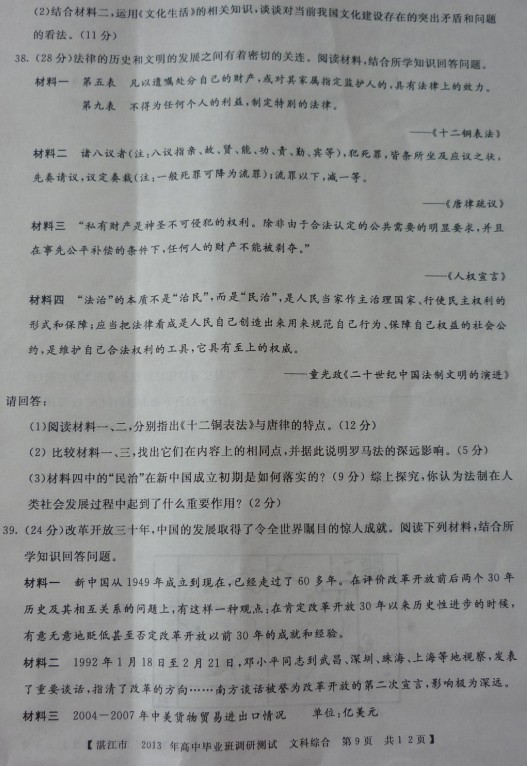 (2)结合材料二,运用《文化生活》的相关知识,谈谈对当前我国文化建设存在的突出矛盾和问题
的看法。(11分)
38.(28分)法律的历史和文明的发展之间有着密切的关连。阅读材料,结合所学知识回答问题。
材料一 第五表 凡以遗嘱处分自己的财产,或对其家属指定监护人的,具有法律上的效力。
第九表 不得为任何个人的利益,制定特别的法律。
——《十二铜表法》
材料二 诸八议者(注:八议指亲、故、贤、能、功、贵、勤、宾等),犯死罪,皆条所坐及应议之状,
先奏请议,议定奏裁(注:一般死罪可降为流罪);流罪以下,减一等。
——《唐律疏议》
材料三 “私有财产是神圣不可侵犯的权利。除非由于合法认定的公共需要的明显要求,并且
在事先公平补偿的条件下,任何人的财产不能被剥夺。”
——《人权宣言》
材料四 “法治”的本质不是“治民”,而是“民治”,是人民当家作主治理国家、行使民主权利的
形式和保障;应当把法律看成是人民自己创造出来用来规范自己行为、保障自己权益的社会公
约,是维护自己合法权利的工具,它具有至上的权威。
——童光政《二十世纪中国法制文明的演进》
请回答:
(1)阅读材料一、二,分别指出《十二铜表法》与唐律的特点。(12分)
(2) 比较材料一、三,找出它们在内容上的相同点,并据此说明罗马法的深远影响。(5分)
(3)材料四中的“民治”在新中国成立初期是如何落实的?(9分)综上探究,你认为法制在人
类社会发展过程中起到了什么重要作用?(2分)
39.(24分)改革开放三十年,中国的发展取得了令全世界瞩目的惊人成就。阅读下列材料,结合所
学知识回答问题。
材料一 新中国从1949年成立到现在,已经走过了60多年。在评价改革开放前后两个30年
历史及其相互关系的问题上,有这样一种观点:在肯定改革开放30年以来历史性进步的时候,
有意无意地贬低甚至否定改革开放以前30年的成就和经验。
材料二 1992年1月18日至2月21日,邓小平同志到武昌、深圳、珠海、上海等地视察,发表
了重要谈话,指清了改革的方向……南方谈话被誉为改革开放的第二次宣言,影响极为深远。
材料三 2004—2007年中美货物贸易进出口情况 单位:亿美元
【湛江市 2013 年高中毕业班调研测试 文科综合 第9页 共12页】